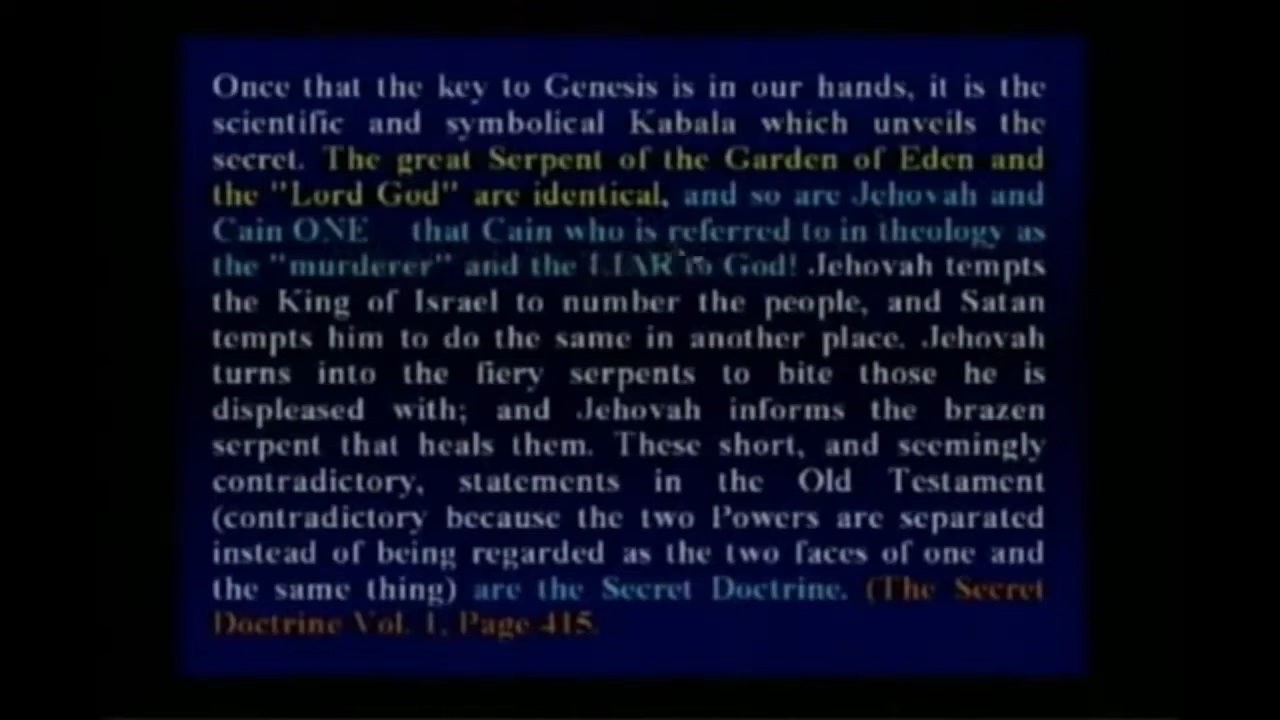 Once that the key to Genesis is in our hands, it is the
scientific and symbolical Kabala which unveils the
secret. The great Serpent of the Garden of Eden and
the "Lord God" are identical, and so are Jehovah and
Cain ONE that Cain who is referred to in theology as
the "murderer" and the LIAR to God! Jehovah tempts
the King of Israel to number the people, and Satan
tempts him to do the same in another place. Jehovah
turns into the fiery serpents to bite those he is
displeased with; and Jehovah informs the brazen
serpent that heals them. These short, and seemingly
contradictory, statements in the Old Testament
(contradictory because the two Powers are separated
instead of being regarded as the two faces of one and
the same thing) are the Secret Doctrine. (The Secret
Doctrine Vol. 1, Page 415.